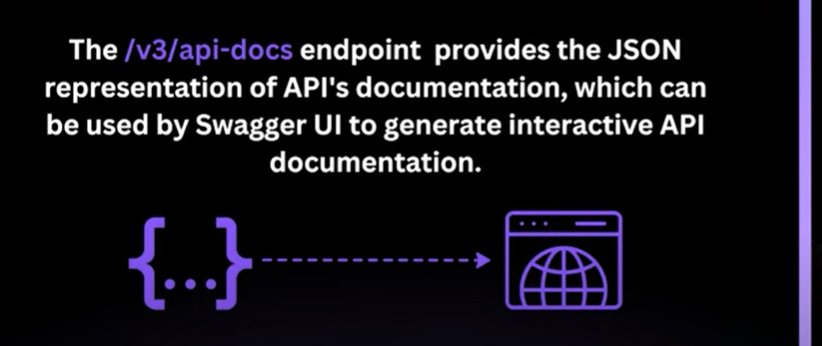 The /v3/api-docs endpoint provides the JSON
representation of API's documentation, which can
be used by Swagger UI to generate interactive API
documentation.
{...}